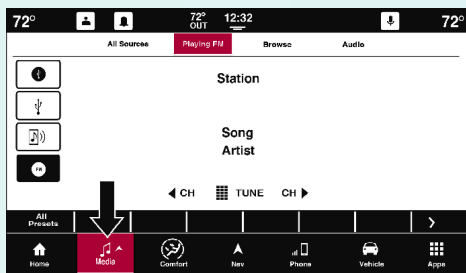 72° 72° OUT 12:32 72°
All Sources Playing FM Browse Audio
Station
Song
Artist
FM
CH TUNE CH
All Presets
Home Media Comfort Nav Phone Vehicle Apps